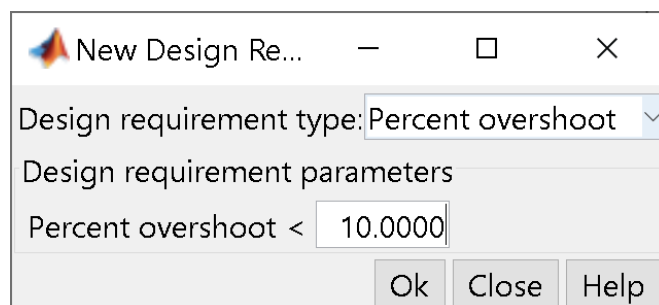 New Design Re...
Design requirement type: Percent overshoot
Design requirement parameters
Percent overshoot < 10.0000
Ok Close Help